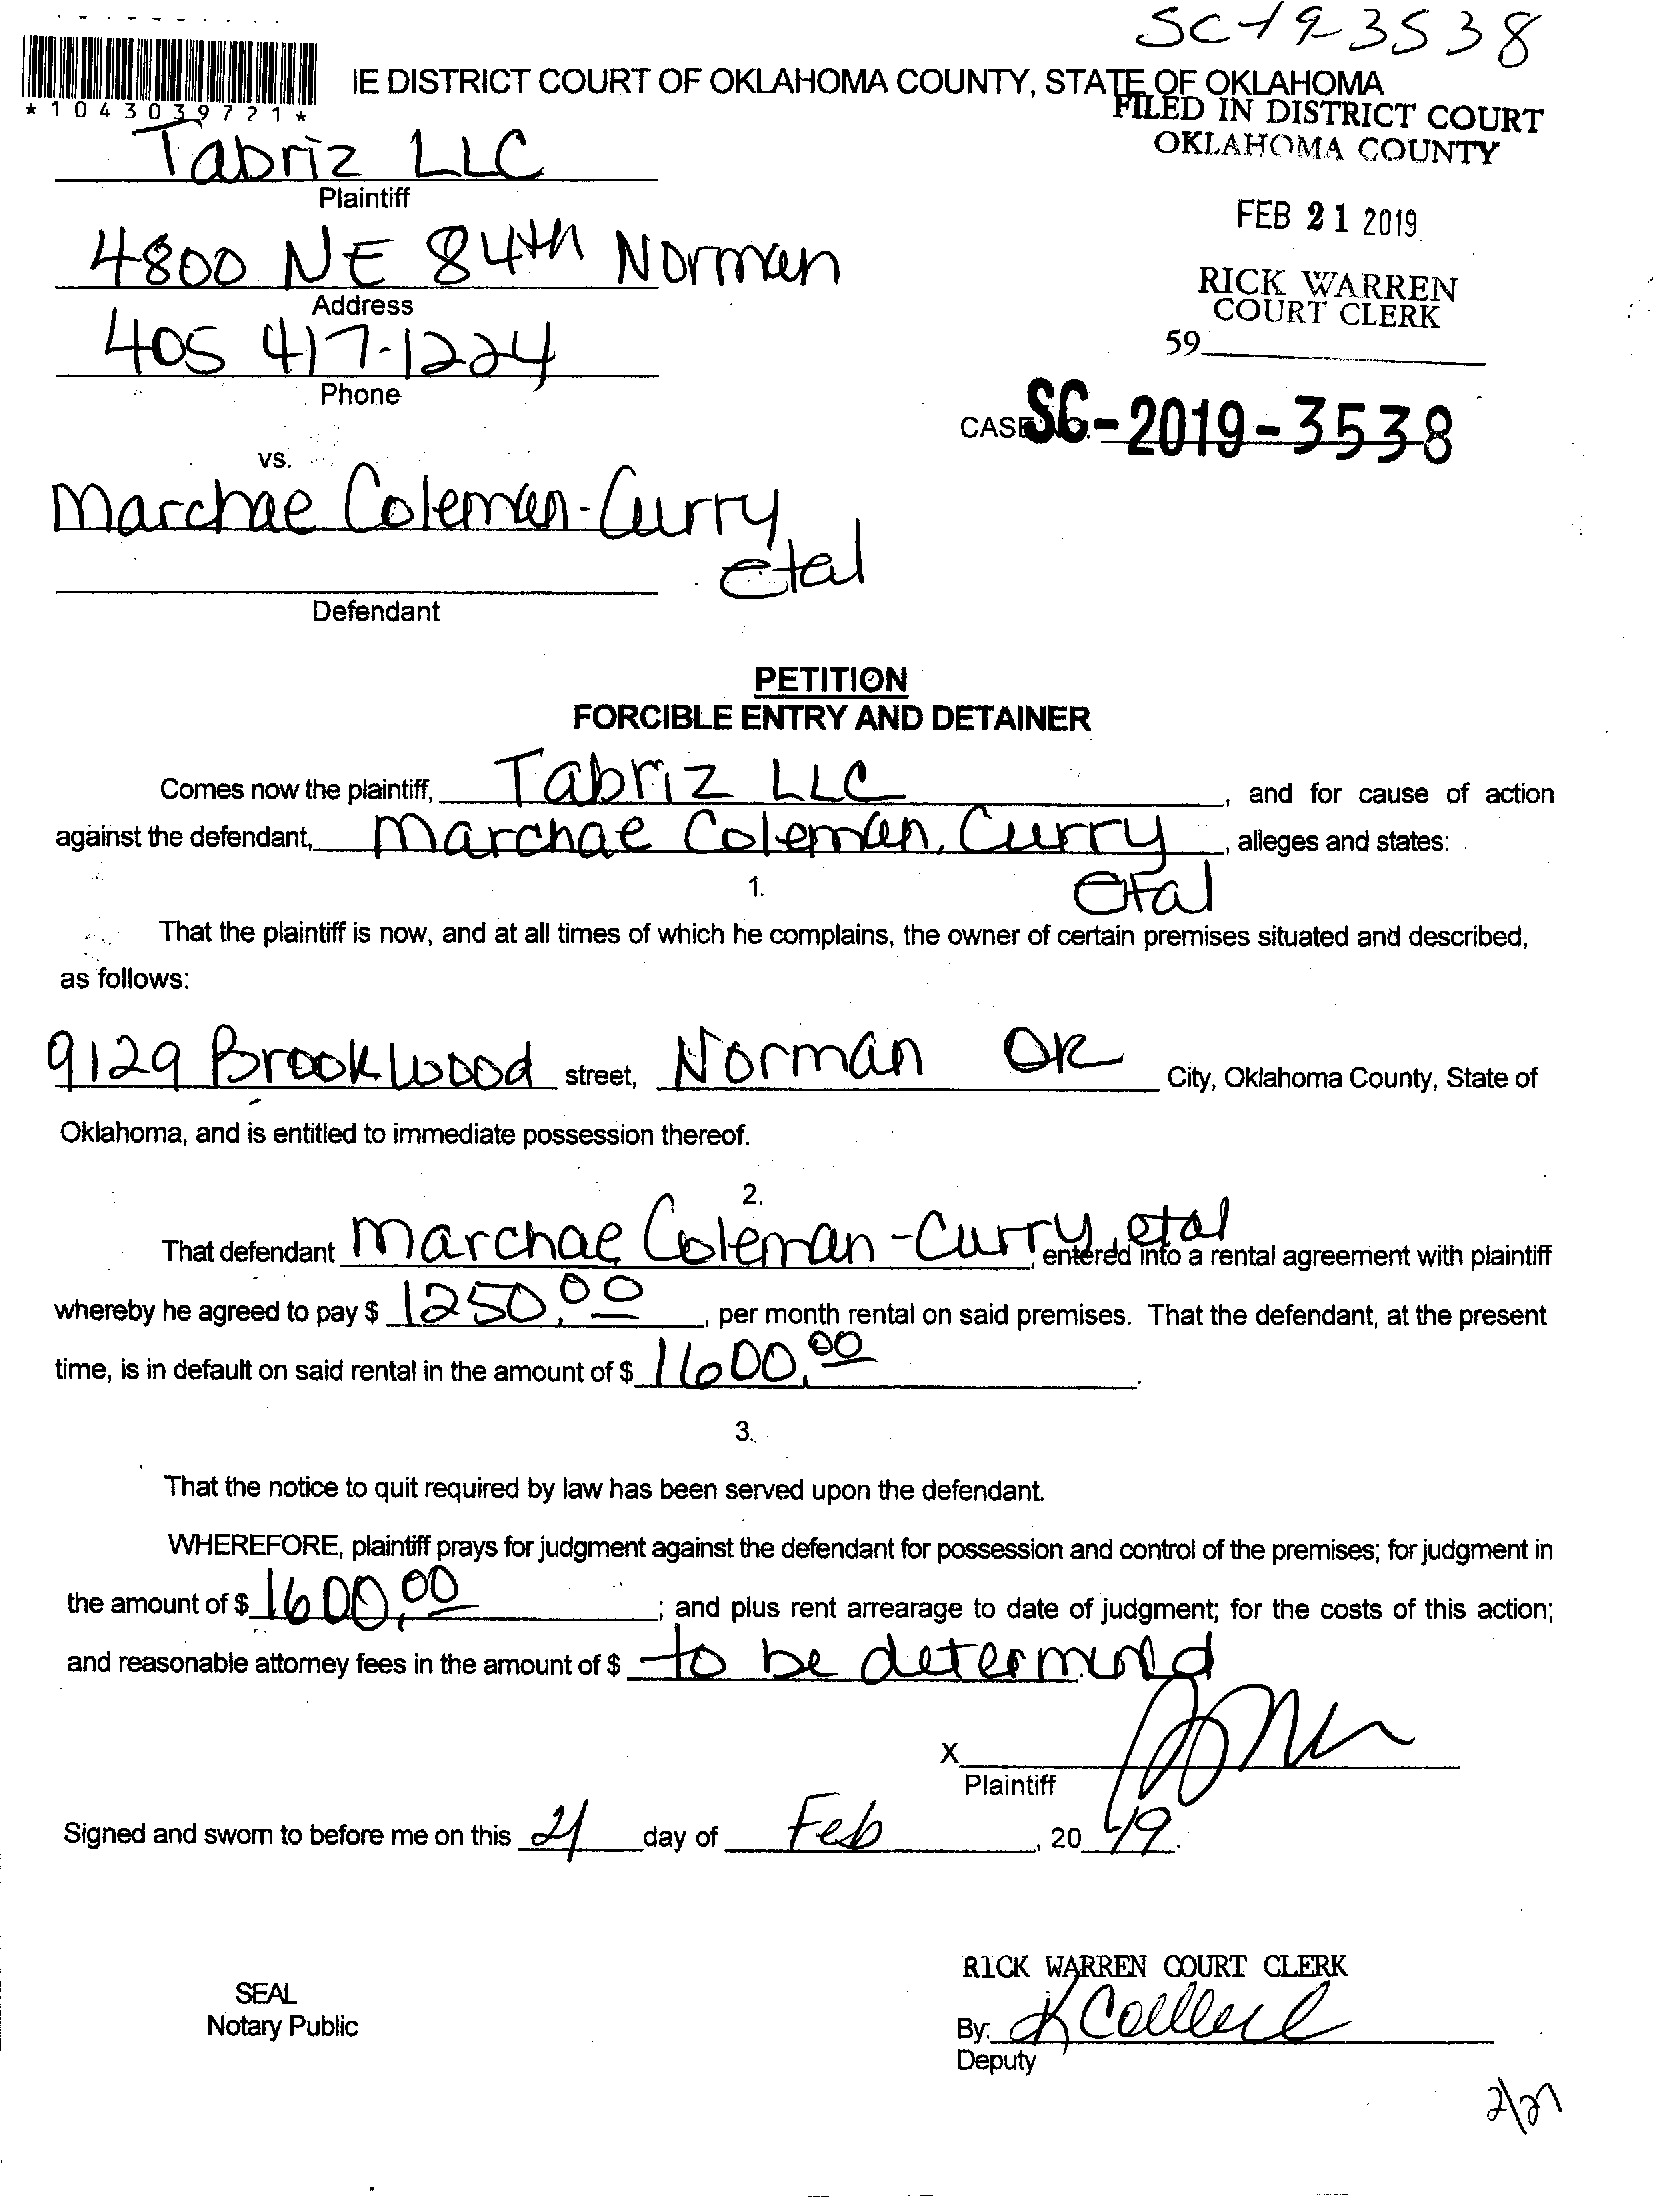 SC-19-3538
IE DISTRICT COURT OF OKLAHOMA COUNTY, STATE OF OKLAHOMA
*1043039721*
FILED IN DISTRICT COURT
OKLAHOMA COUNTY
Tabriz LLC
Plaintiff
FEB 21 2019
4800 NE 84th Norman
Address
RICK WARREN
COURT CLERK
405 417-1224
Phone
59
CASE SC-2019-3538
vs.
Marchae Coleman-Curry
etal
Defendant
PETITION
FORCIBLE ENTRY AND DETAINER
Comes now the plaintiff, Tabriz LLC, and for cause of action
against the defendant, Marchae Coleman, Curry, alleges and states:
etal
1.
That the plaintiff is now, and at all times of which he complains, the owner of certain premises situated and described,
as follows:
9129 Brookwood street, Norman OK City, Oklahoma County, State of
Oklahoma, and is entitled to immediate possession thereof.
2.
That defendant Marchae Coleman-Curry, etal, entered into a rental agreement with plaintiff
whereby he agreed to pay $ 1250.00, per month rental on said premises. That the defendant, at the present
time, is in default on said rental in the amount of $ 1600.00.
3.
That the notice to quit required by law has been served upon the defendant.
WHEREFORE, plaintiff prays for judgment against the defendant for possession and control of the premises; for judgment in
the amount of $ 1600.00; and plus rent arrearage to date of judgment; for the costs of this action;
and reasonable attorney fees in the amount of $ to be determind
X
Plaintiff
Signed and sworn to before me on this 21 day of Feb, 20 19.
RICK WARREN COURT CLERK
SEAL
Notary Public
By:
Deputy
2/27